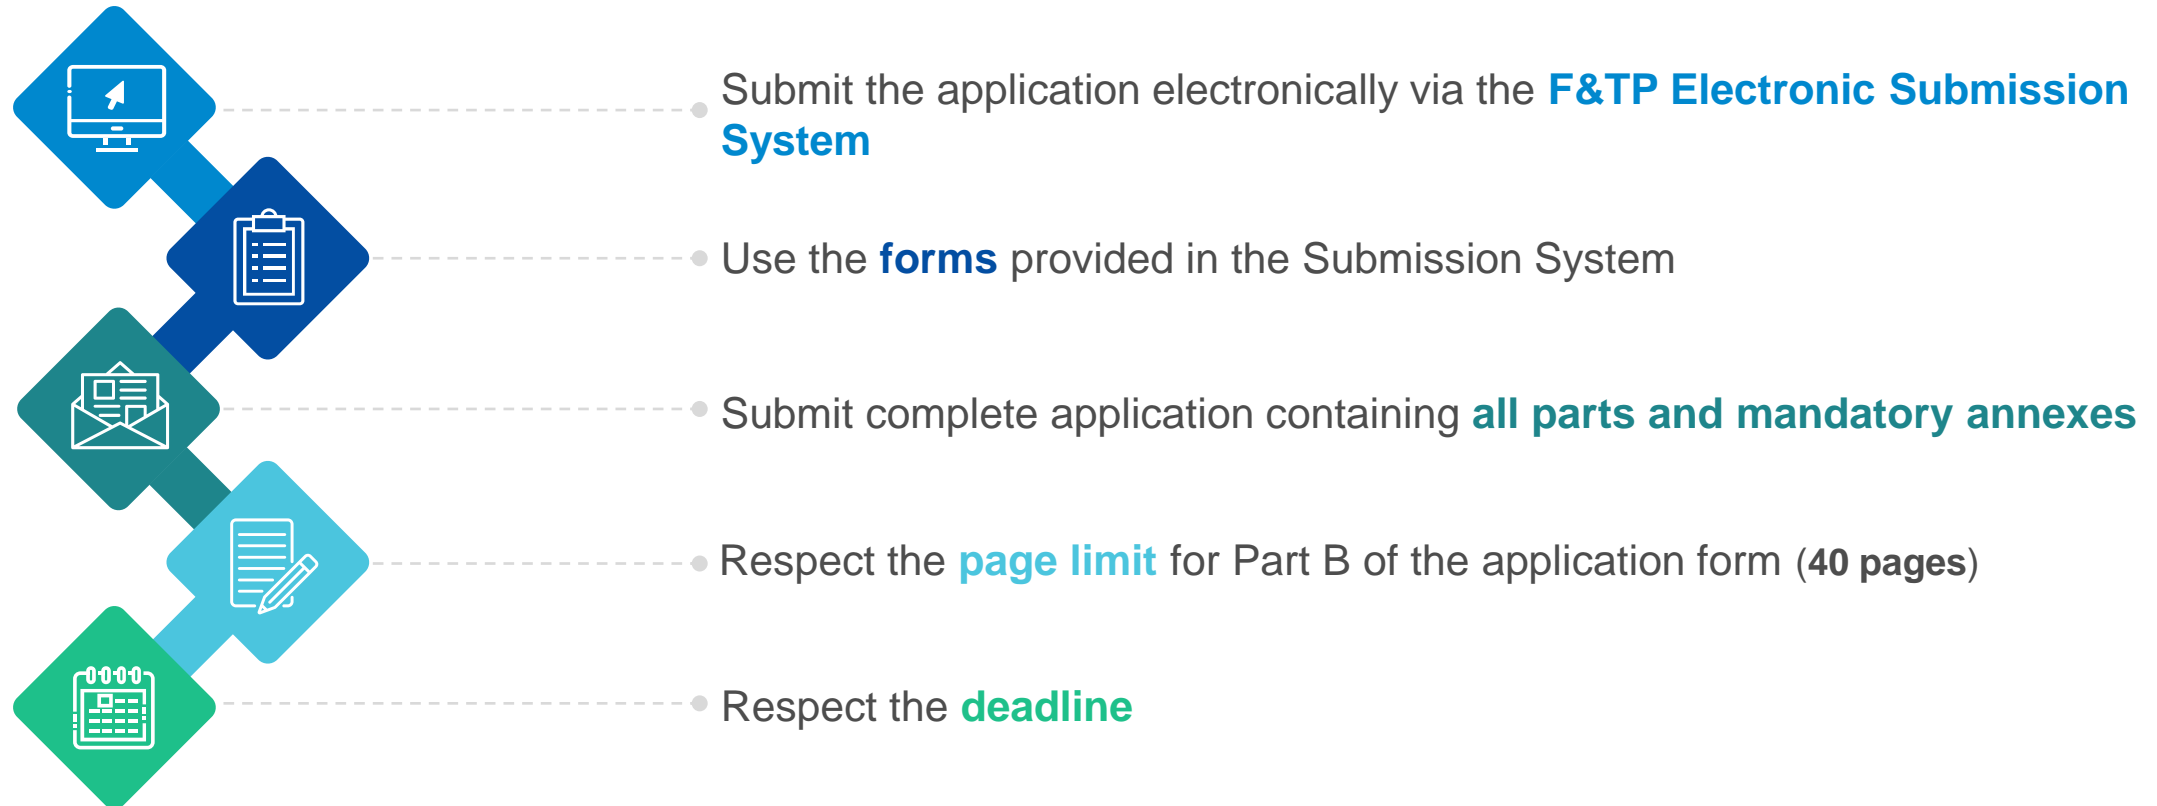 Submit the application electronically via the F&TP Electronic Submission
System
Use the forms provided in the Submission System
Submit complete application containing all parts and mandatory annexes
Respect the page limit for Part B of the application form (40 pages)
Respect the deadline